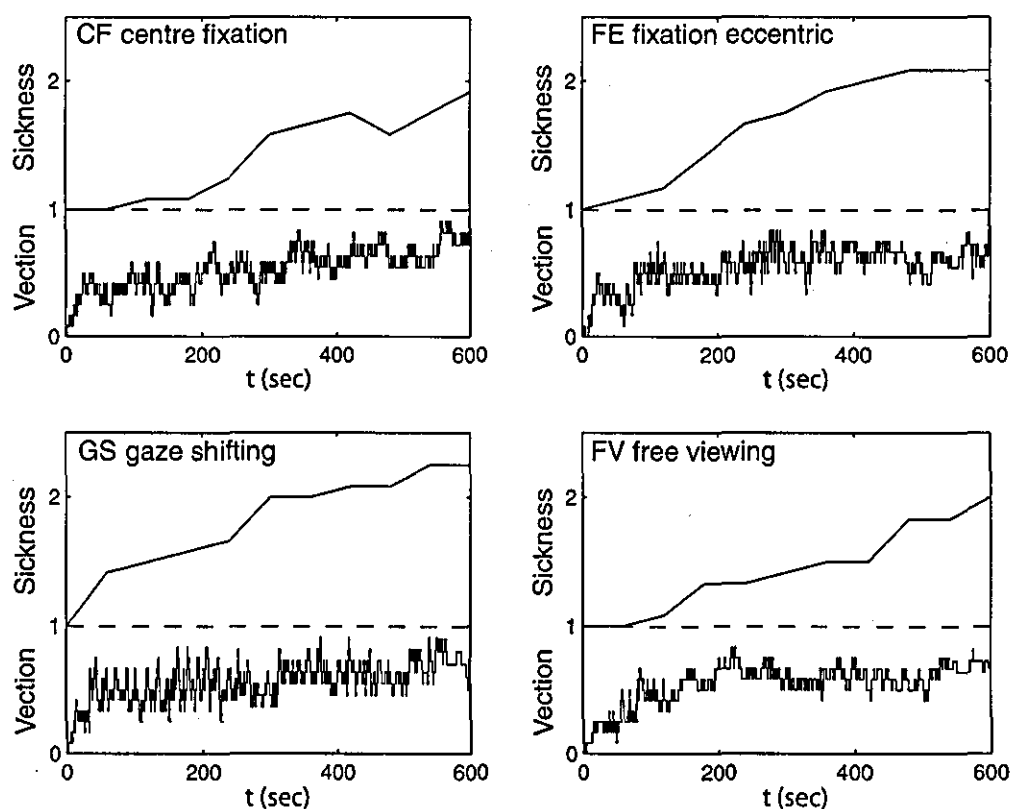 CF centre fixation
Sickness
Vection
2
1
0
0 200 400 600
t (sec)
FE fixation eccentric
Sickness
Vection
2
1
0
0 200 400 600
t (sec)
GS gaze shifting
Sickness
Vection
2
1
0
0 200 400 600
t (sec)
FV free viewing
Sickness
Vection
2
1
0
0 200 400 600
t (sec)